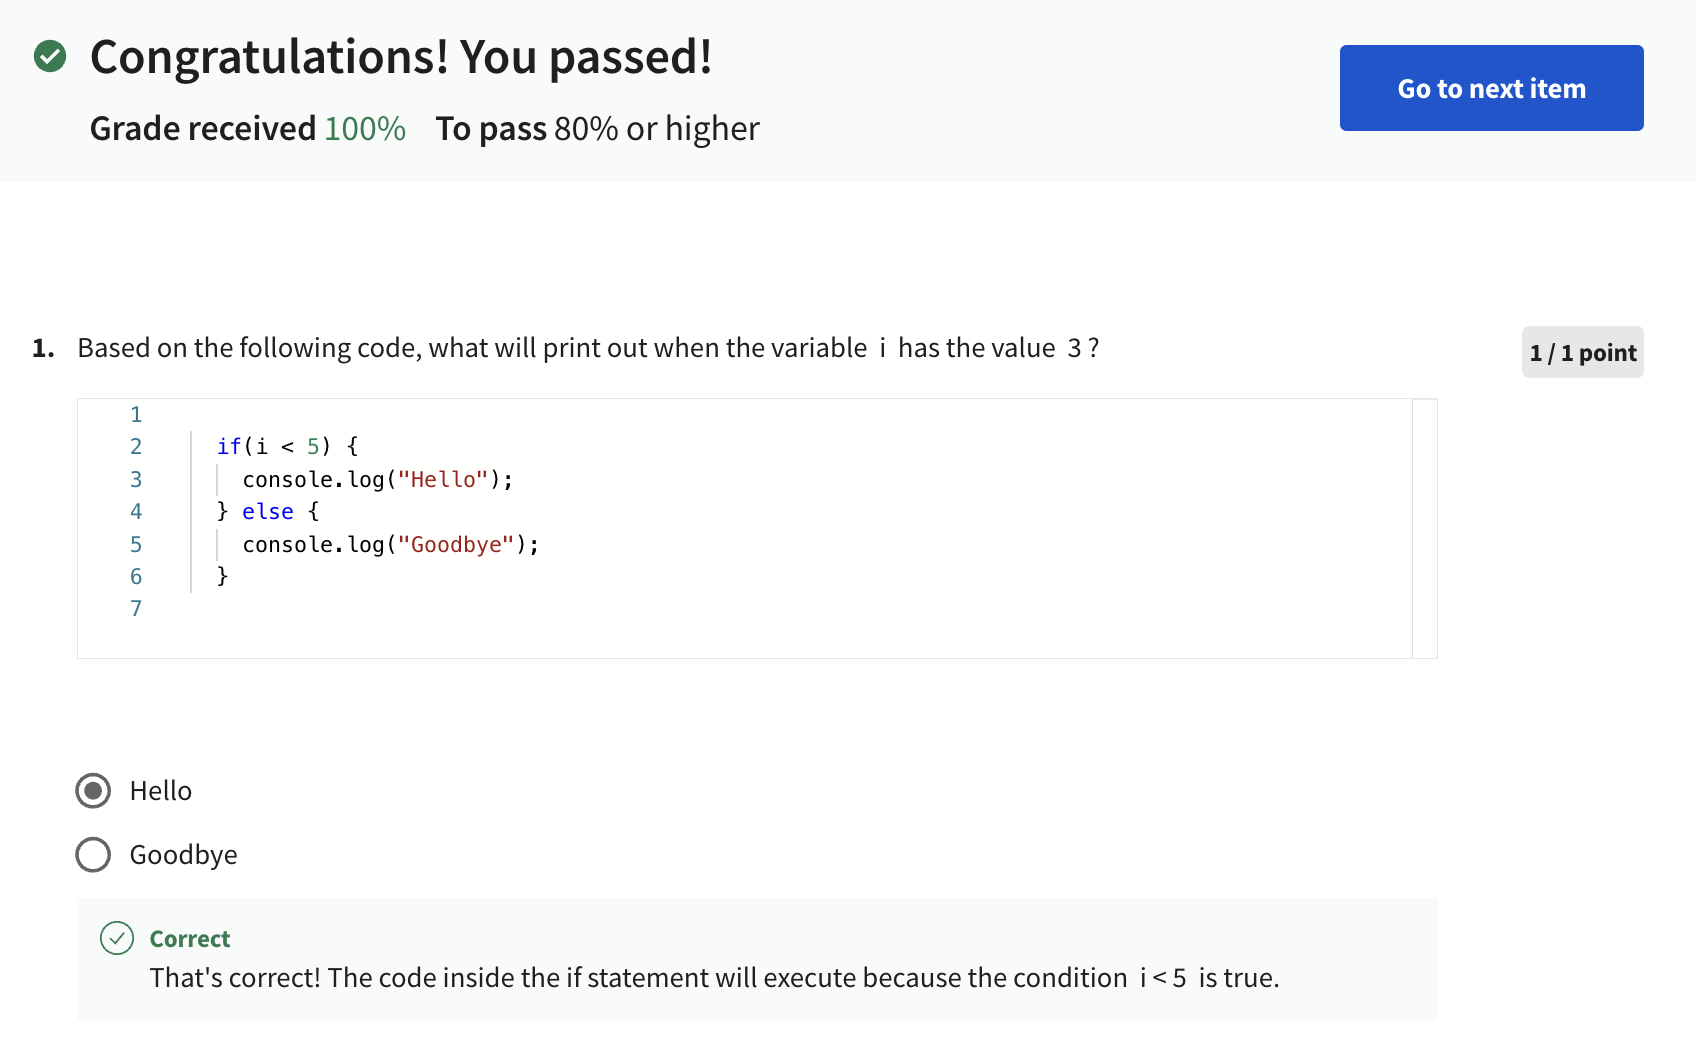 Congratulations! You passed!
Go to next item
Grade received 100% To pass 80% or higher
1. Based on the following code, what will print out when the variable i has the value 3 ?
1 / 1 point
1
2 if(i < 5) {
3 console.log("Hello");
4 } else {
5 console.log("Goodbye");
6 }
7
Hello
Goodbye
Correct
That's correct! The code inside the if statement will execute because the condition i < 5 is true.